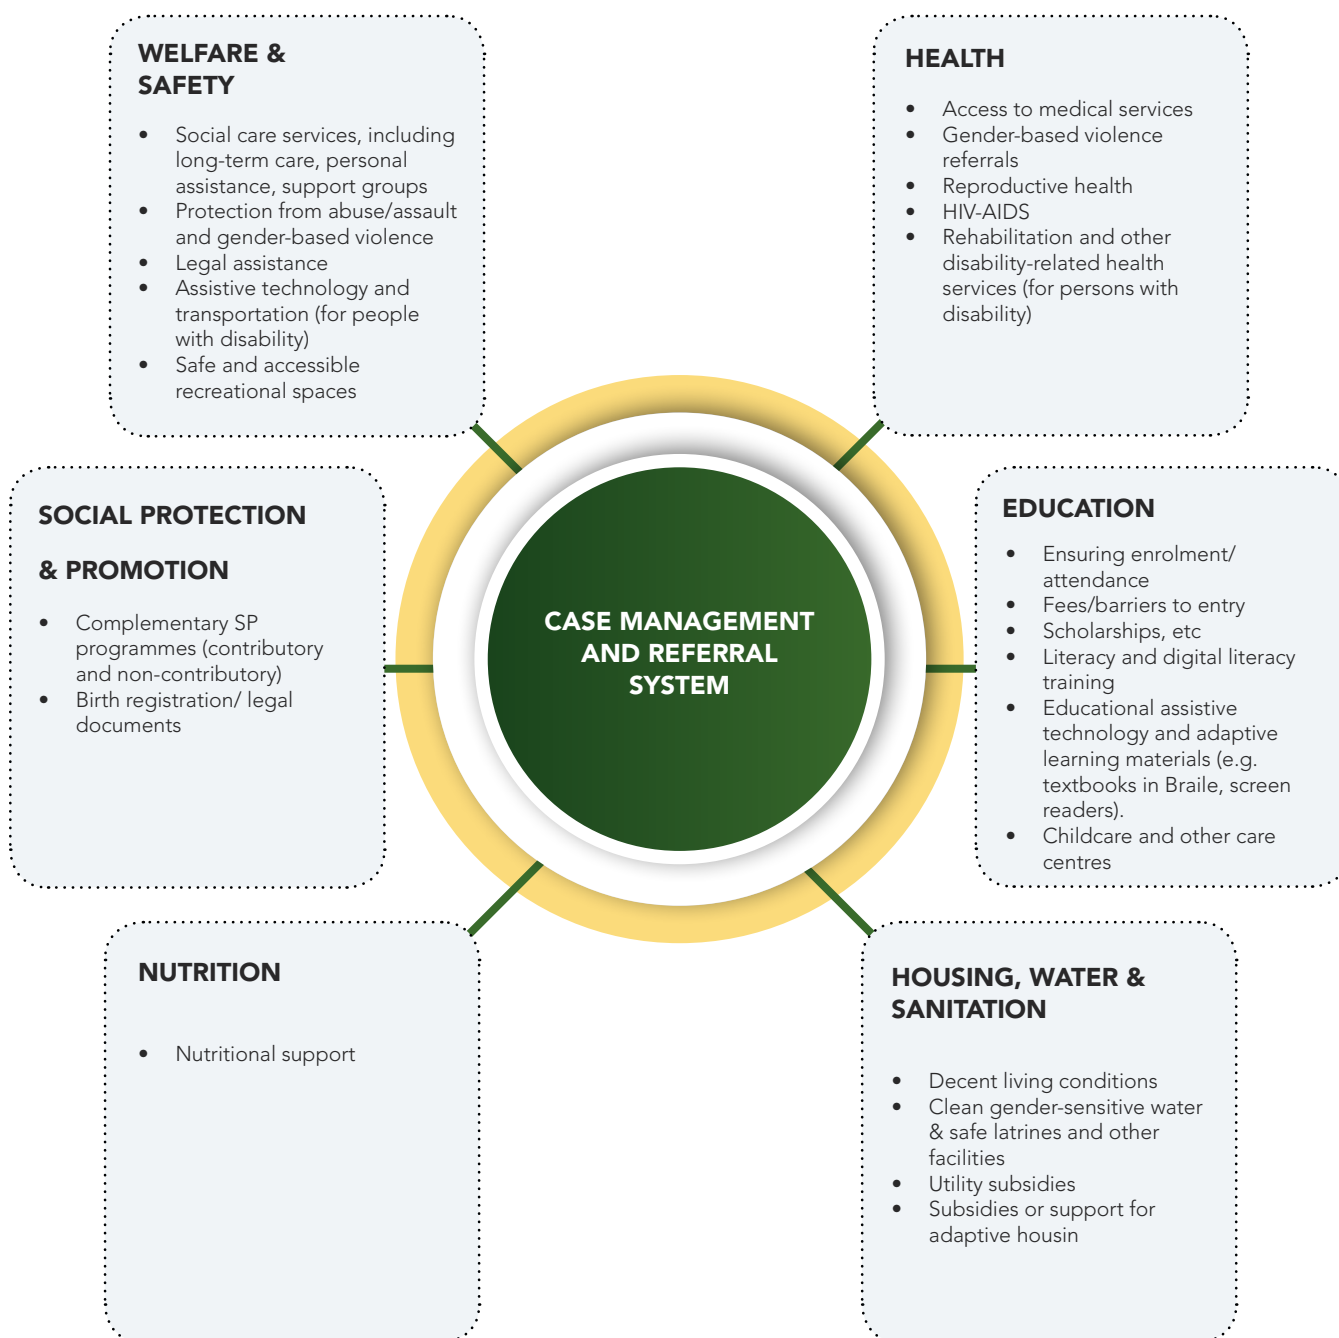 WELFARE &
SAFETY
• Social care services, including
long-term care, personal
assistance, support groups
• Protection from abuse/assault
and gender-based violence
• Legal assistance
• Assistive technology and
transportation (for people
with disability)
• Safe and accessible
recreational spaces
HEALTH
• Access to medical services
• Gender-based violence
referrals
• Reproductive health
• HIV-AIDS
• Rehabilitation and other
disability-related health
services (for persons with
disability)
SOCIAL PROTECTION
& PROMOTION
• Complementary SP
programmes (contributory
and non-contributory)
• Birth registration/ legal
documents
CASE MANAGEMENT
AND REFERRAL
SYSTEM
EDUCATION
• Ensuring enrolment/
attendance
• Fees/barriers to entry
• Scholarships, etc
• Literacy and digital literacy
training
• Educational assistive
technology and adaptive
learning materials (e.g.
textbooks in Braile, screen
readers).
• Childcare and other care
centres
NUTRITION
• Nutritional support
HOUSING, WATER &
SANITATION
• Decent living conditions
• Clean gender-sensitive water
& safe latrines and other
facilities
• Utility subsidies
• Subsidies or support for
adaptive housin